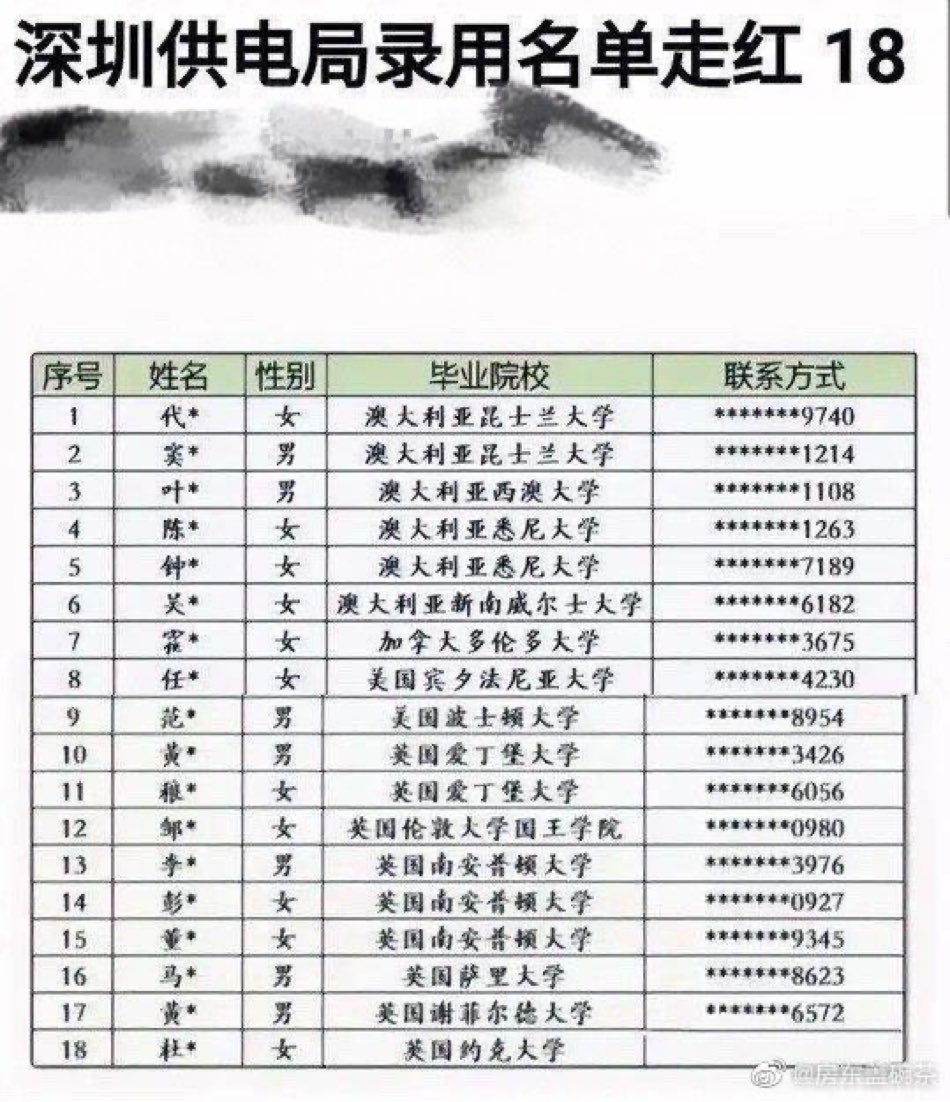 深圳供电局录用名单走红 18
序号 姓名 性别 毕业院校 联系方式
1 代* 女 澳大利亚昆士兰大学 *******9740
2 窦* 男 澳大利亚昆士兰大学 *******1214
3 叶* 男 澳大利亚西澳大学 *******1108
4 陈* 女 澳大利亚悉尼大学 *******1263
5 钟* 女 澳大利亚悉尼大学 *******7189
6 吴* 女 澳大利亚新南威尔士大学 *******6182
7 霍* 女 加拿大多伦多大学 *******3675
8 任* 女 美国宾夕法尼亚大学 *******4230
9 范* 男 美国波士顿大学 *******8954
10 黄* 男 英国爱丁堡大学 *******3426
11 女 英国爱丁堡大学 *******6056
12 邹* 女 英国伦敦大学国王学院 *******0980
13 李* 男 英国南安普顿大学 *******3976
14 彭* 女 英国南安普顿大学 *******0927
15 董* 女 英国南安普顿大学 *******9345
16 马* 男 英国萨里大学 *******8623
17 黄* 男 英国谢菲尔德大学 *******6572
18 杜* 女 英国约克大学
@房东蓝碗茶